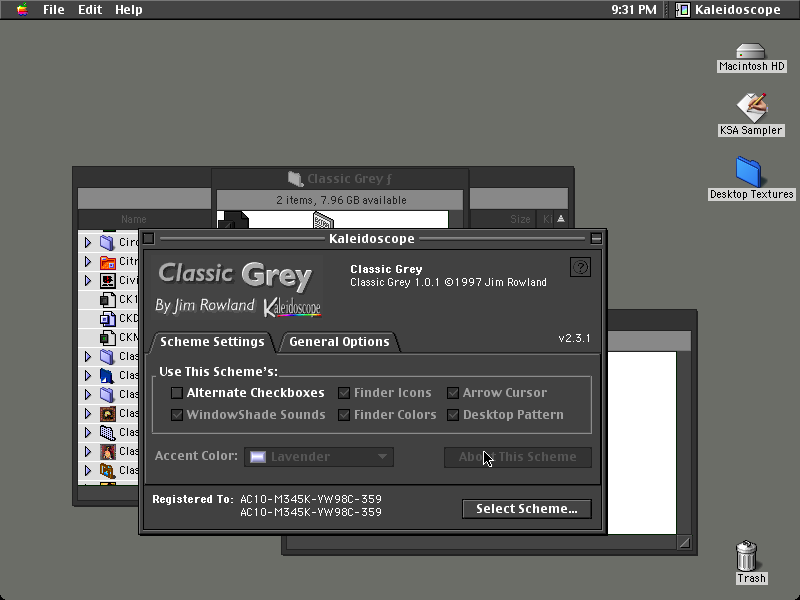 File Edit Help
9:31 PM Kaleidoscope
Macintosh HD
KSA Sampler
Desktop Textures
Classic Grey ƒ
2 items, 7.96 GB available
Name
Size
Ki
Circ
Citr
Civi
CK1
CKD
CKN
Clas
Clas
Clas
Clas
Clas
Clas
Clas
Kaleidoscope
Classic Grey
By Jim Rowland Kaleidoscope
Classic Grey
Classic Grey 1.0.1 ©1997 Jim Rowland
?
Scheme Settings
General Options
v2.3.1
Use This Scheme's:
Alternate Checkboxes Finder Icons Arrow Cursor
WindowShade Sounds Finder Colors Desktop Pattern
Accent Color: Lavender
About This Scheme
Registered To: AC10-M345K-YW98C-359
AC10-M345K-YW98C-359
Select Scheme...
Trash